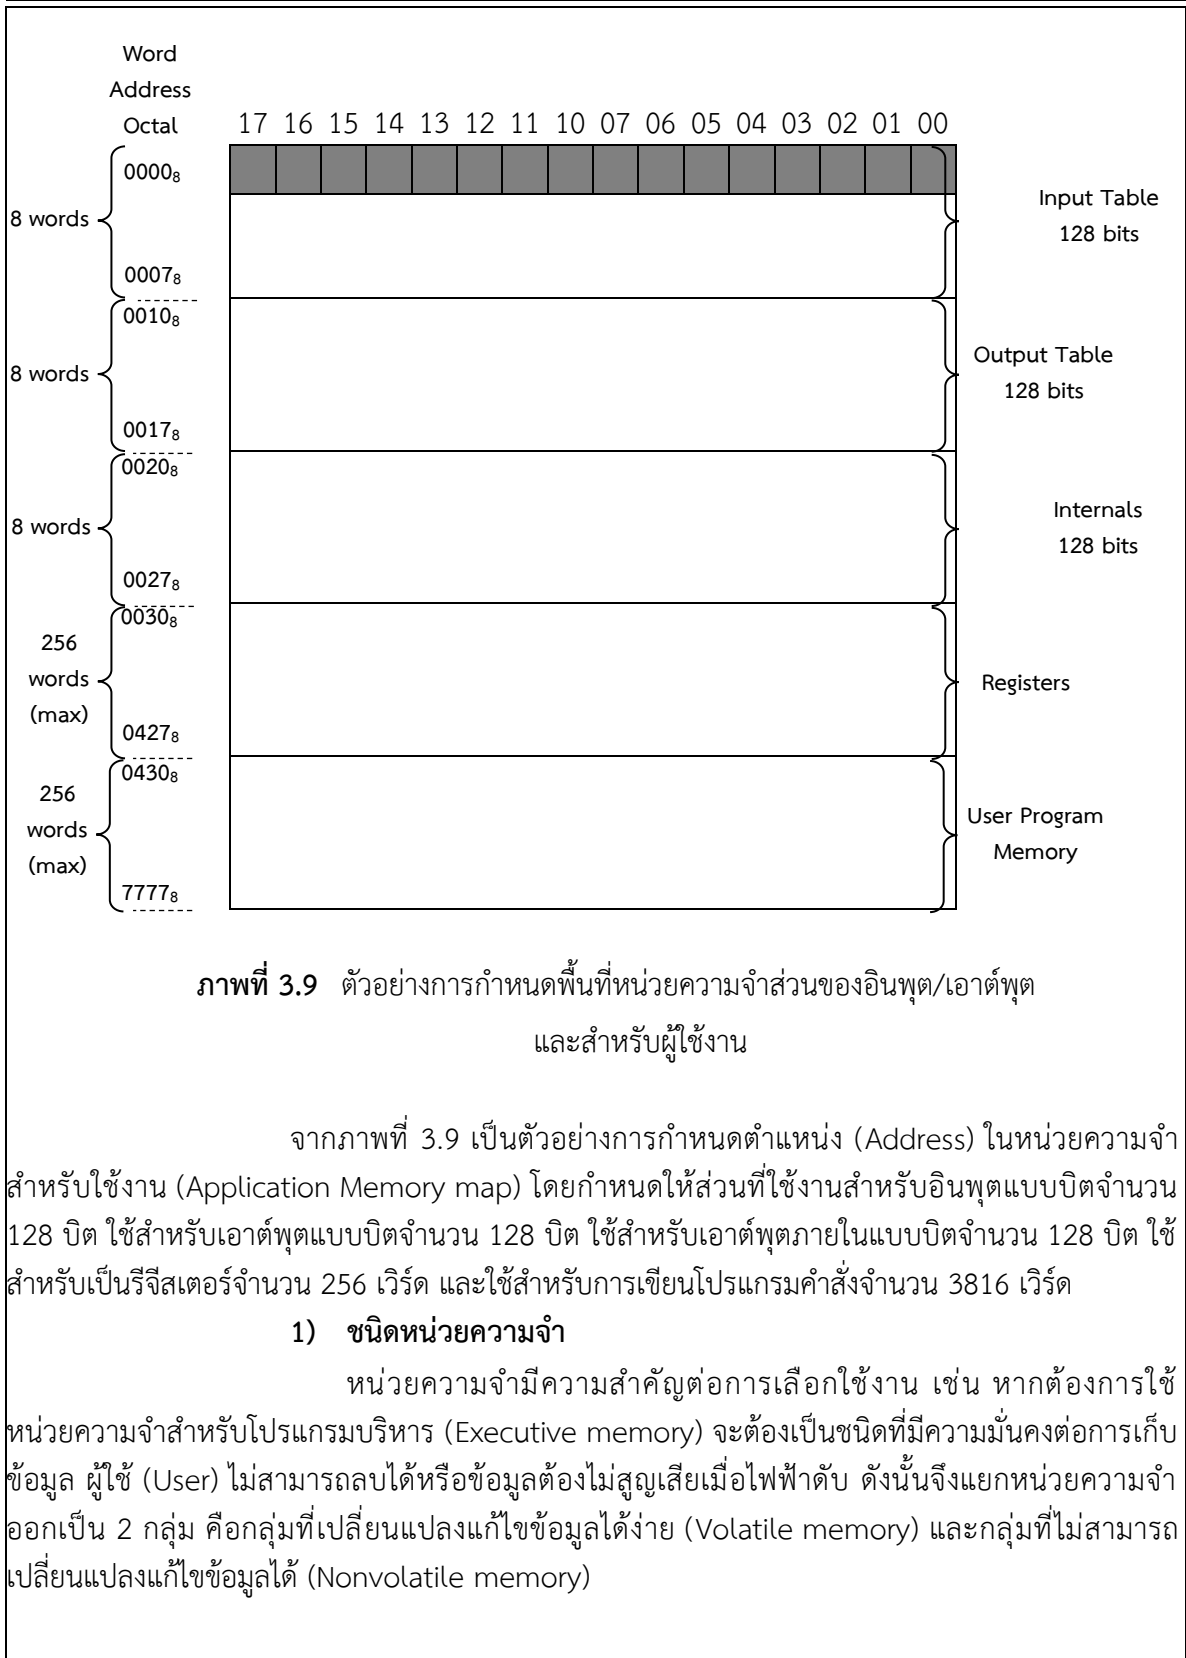 Word
Address
Octal
17 16 15 14 13 12 11 10 07 06 05 04 03 02 01 00
0000₈
8 words
0007₈
Input Table
128 bits
0010₈
8 words
0017₈
Output Table
128 bits
0020₈
8 words
0027₈
Internals
128 bits
0030₈
256
words
(max)
0427₈
Registers
0430₈
256
words
(max)
7777₈
User Program
Memory
ภาพที่ 3.9 ตัวอย่างการกำหนดพื้นที่หน่วยความจำส่วนของอินพุต/เอาต์พุต
และสำหรับผู้ใช้งาน
จากภาพที่ 3.9 เป็นตัวอย่างการกำหนดตำแหน่ง (Address) ในหน่วยความจำ
สำหรับใช้งาน (Application Memory map) โดยกำหนดให้ส่วนที่ใช้งานสำหรับอินพุตแบบบิตจำนวน
128 บิต ใช้สำหรับเอาต์พุตแบบบิตจำนวน 128 บิต ใช้สำหรับเอาต์พุตภายในแบบบิตจำนวน 128 บิต ใช้
สำหรับเป็นรีจีสเตอร์จำนวน 256 เวิร์ด และใช้สำหรับการเขียนโปรแกรมคำสั่งจำนวน 3816 เวิร์ด
1) ชนิดหน่วยความจำ
หน่วยความจำมีความสำคัญต่อการเลือกใช้งาน เช่น หากต้องการใช้
หน่วยความจำสำหรับโปรแกรมบริหาร (Executive memory) จะต้องเป็นชนิดที่มีความมั่นคงต่อการเก็บ
ข้อมูล ผู้ใช้ (User) ไม่สามารถลบได้หรือข้อมูลต้องไม่สูญเสียเมื่อไฟฟ้าดับ ดังนั้นจึงแยกหน่วยความจำ
ออกเป็น 2 กลุ่ม คือกลุ่มที่เปลี่ยนแปลงแก้ไขข้อมูลได้ง่าย (Volatile memory) และกลุ่มที่ไม่สามารถ
เปลี่ยนแปลงแก้ไขข้อมูลได้ (Nonvolatile memory)